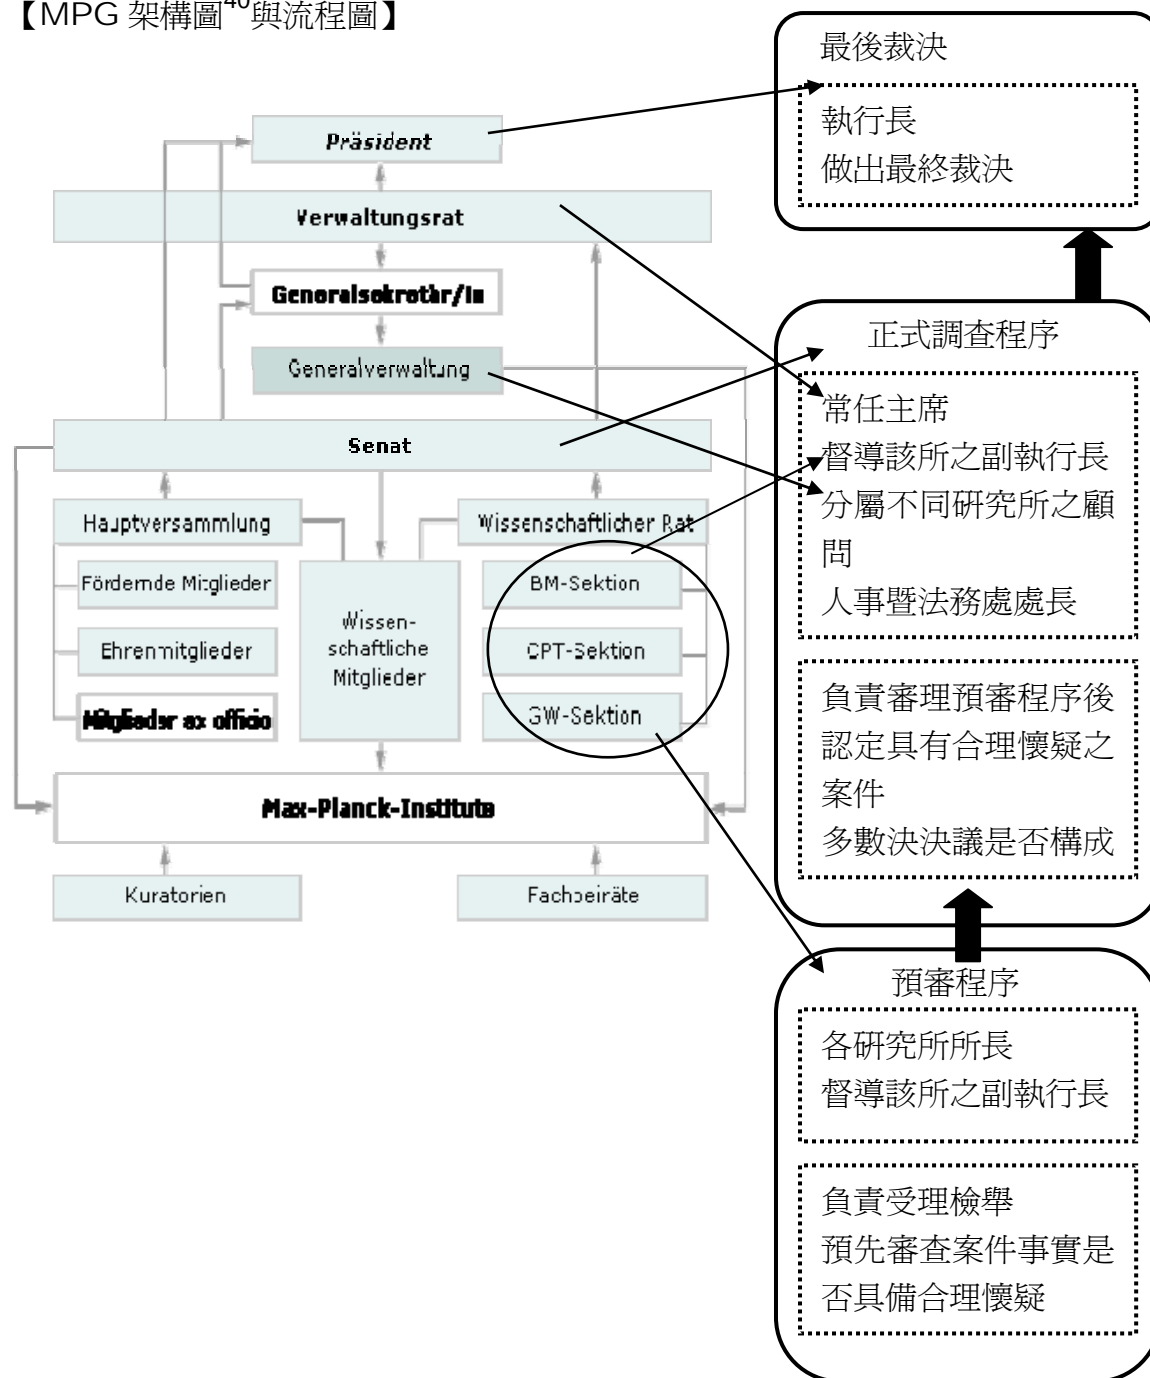 【MPG 架構圖40與流程圖】
Präsident
Verwaltungsrat
Generalsekretär/in
Generalverwaltung
Senat
Hauptversammlung
Wissenschaftlicher Rat
Fördernde Mitglieder
Ehrenmitglieder
Mitglieder ex officio
Wissen-
schaftliche
Mitglieder
BM-Sektion
CPT-Sektion
GW-Sektion
Max-Planck-Institute
Kuratorien
Fachbeiräte
最後裁決
執行長
做出最終裁決
正式調查程序
常任主席
督導該所之副執行長
分屬不同研究所之顧
問
人事暨法務處處長
負責審理預審程序後
認定具有合理懷疑之
案件
多數決決議是否構成
預審程序
各研究所所長
督導該所之副執行長
負責受理檢舉
預先審查案件事實是
否具備合理懷疑